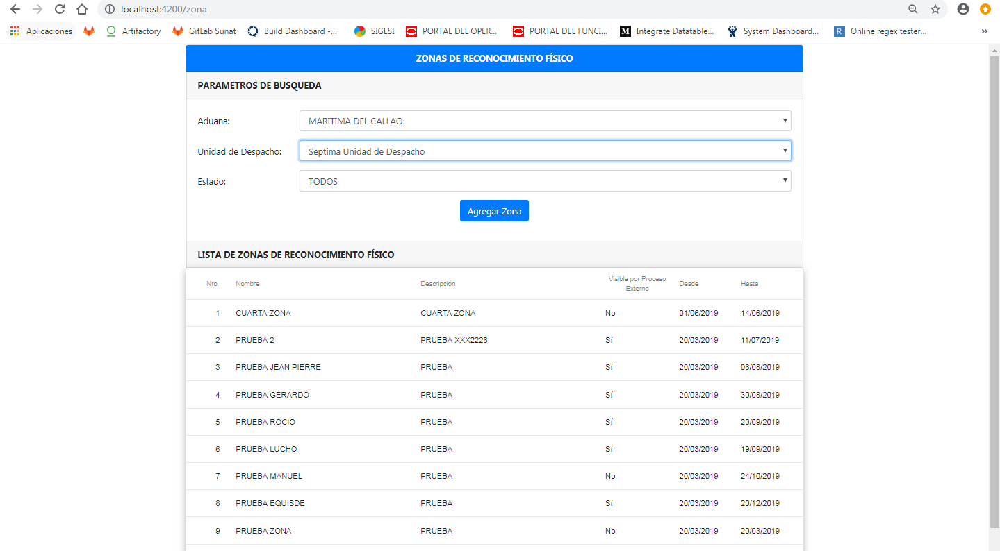 localhost:4200/zona
Aplicaciones Artifactory GitLab Sunat Build Dashboard -... SIGESI PORTAL DEL OPER... PORTAL DEL FUNCI... M Integrate Datatable... System Dashboard... R Online regex tester... »
ZONAS DE RECONOCIMIENTO FÍSICO
PARAMETROS DE BUSQUEDA
Aduana: MARITIMA DEL CALLAO
Unidad de Despacho: Septima Unidad de Despacho
Estado: TODOS
Agregar Zona
LISTA DE ZONAS DE RECONOCIMIENTO FÍSICO
Nro. Nombre Descripción Visible por Proceso Externo Desde Hasta
1 CUARTA ZONA CUARTA ZONA No 01/06/2019 14/06/2019
2 PRUEBA 2 PRUEBA XXX2228 Sí 20/03/2019 11/07/2019
3 PRUEBA JEAN PIERRE PRUEBA Sí 20/03/2019 08/08/2019
4 PRUEBA GERARDO PRUEBA Sí 20/03/2019 30/08/2019
5 PRUEBA ROCIO PRUEBA Sí 20/03/2019 20/09/2019
6 PRUEBA LUCHO PRUEBA Sí 20/03/2019 19/09/2019
7 PRUEBA MANUEL PRUEBA No 20/03/2019 24/10/2019
8 PRUEBA EQUISDE PRUEBA Sí 20/03/2019 20/12/2019
9 PRUEBA ZONA PRUEBA No 20/03/2019 20/03/2019